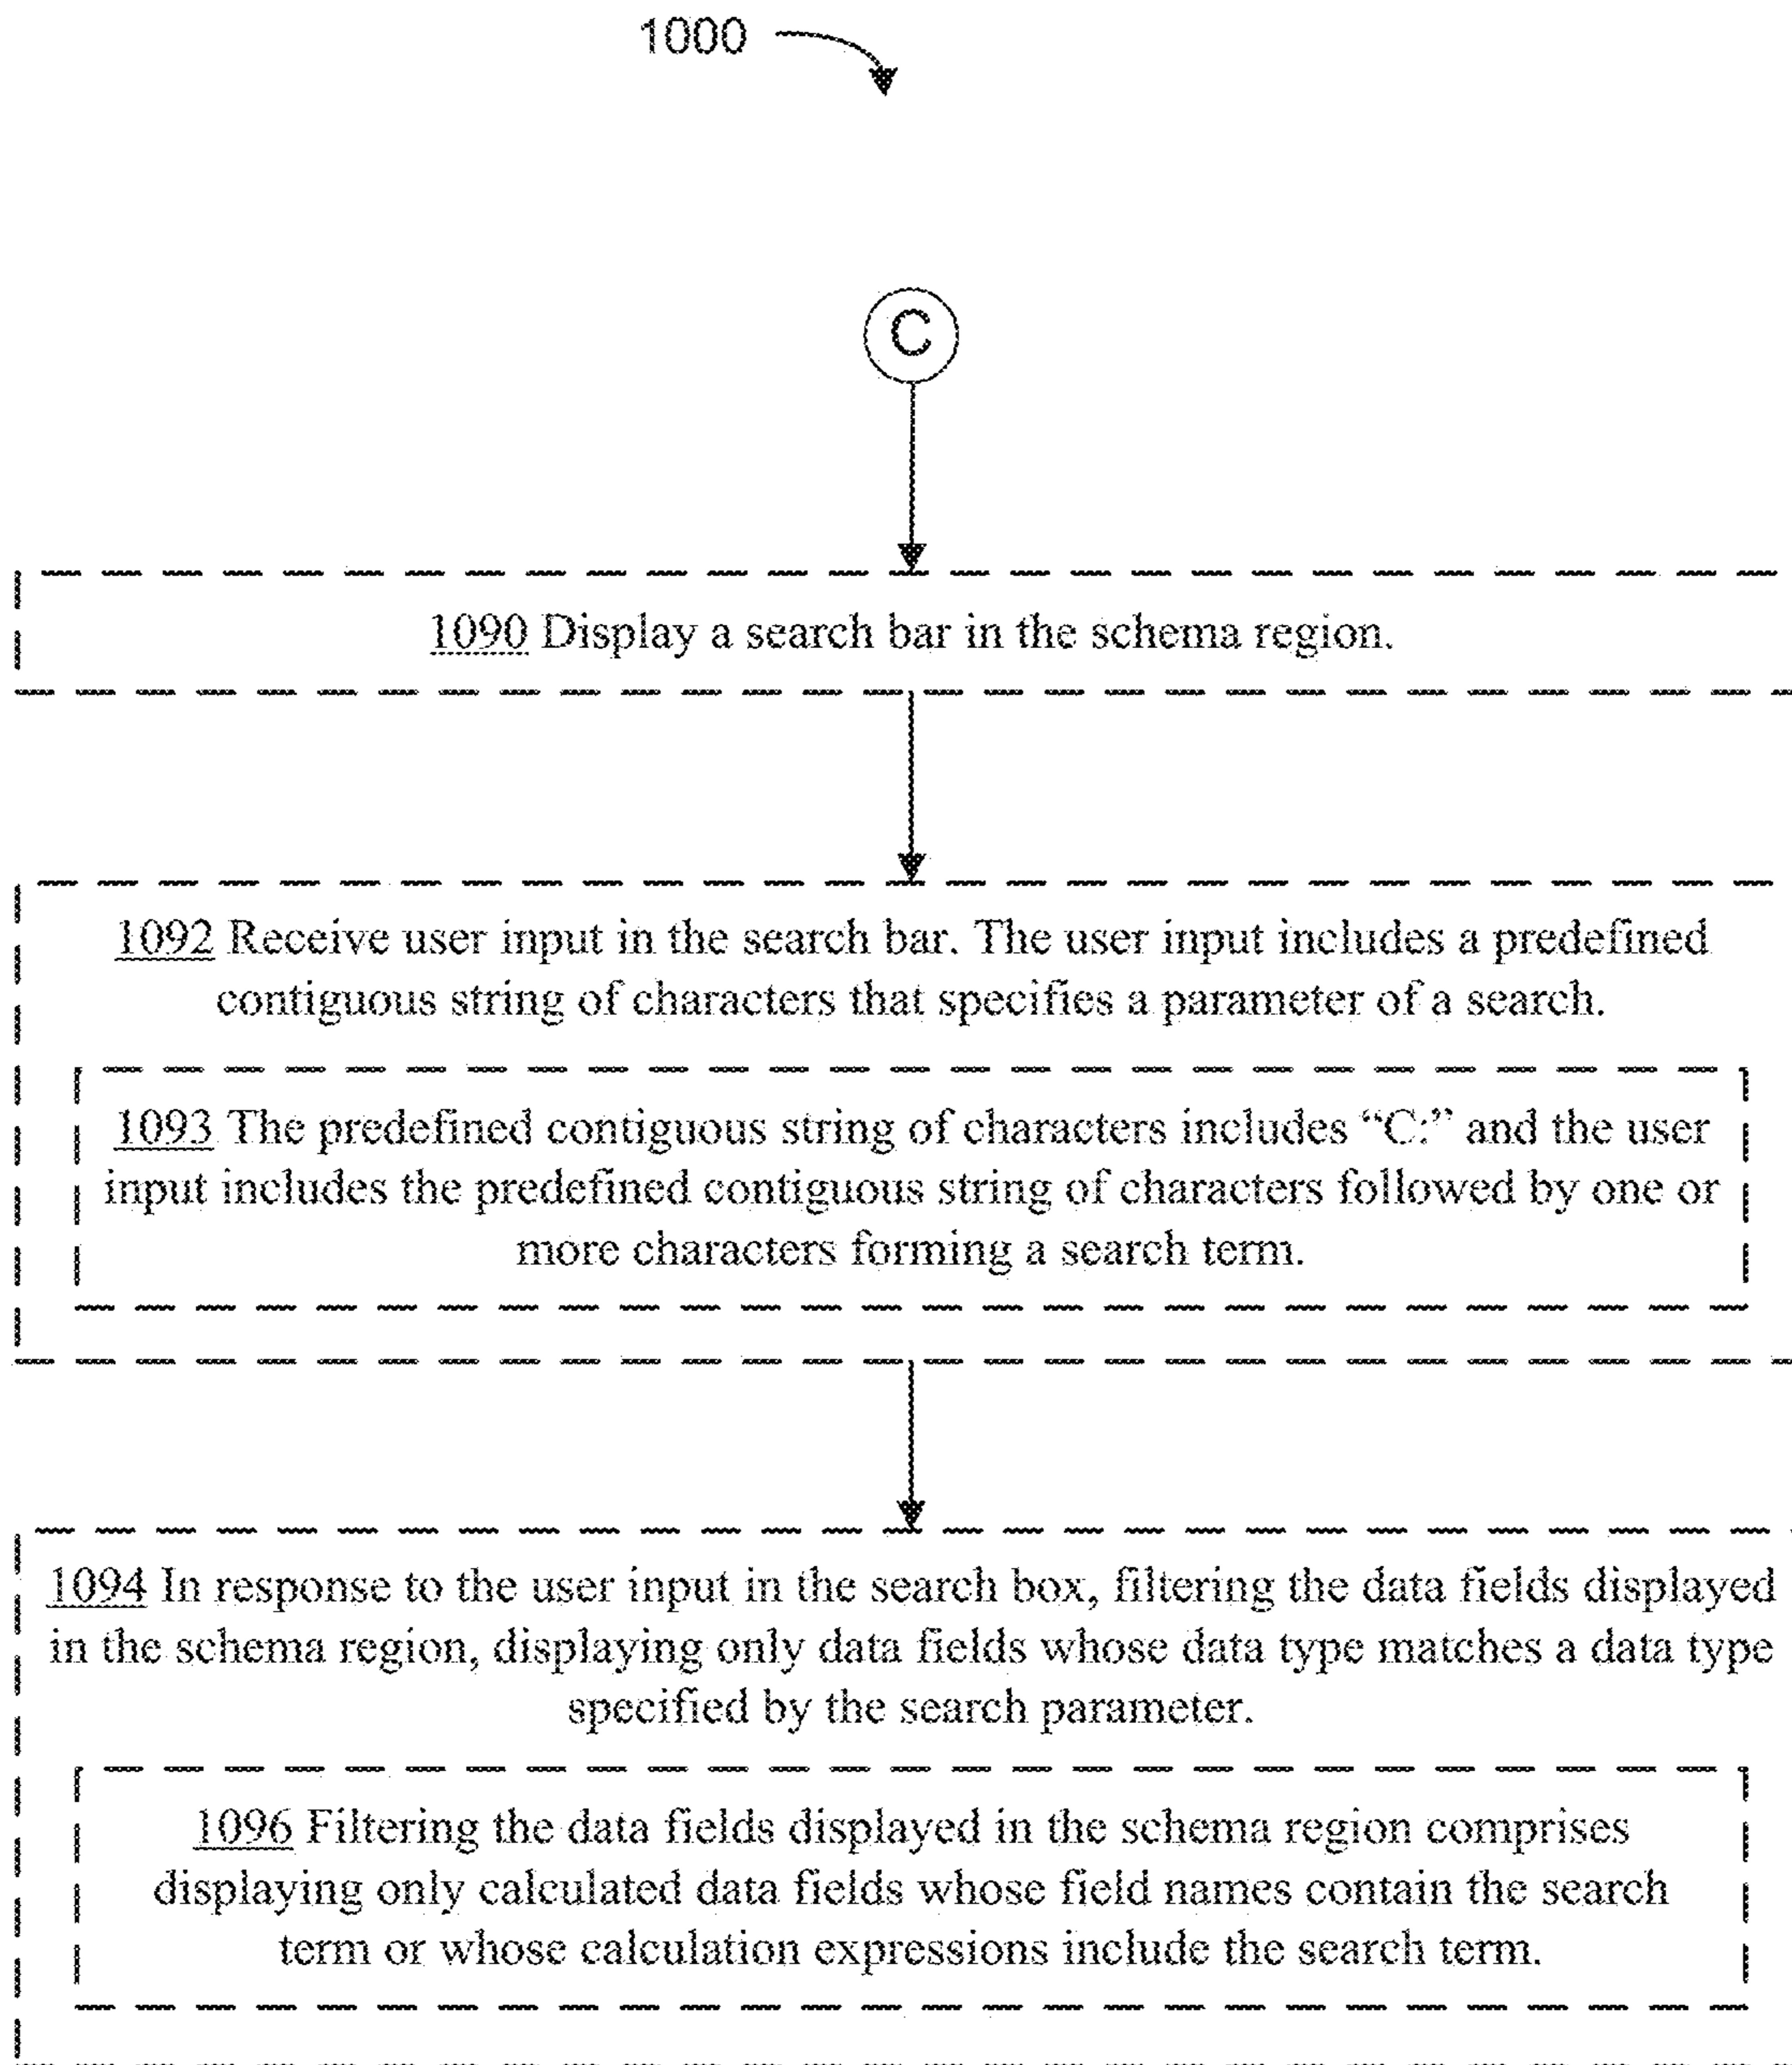 1000
C
1090 Display a search bar in the schema region.
1092 Receive user input in the search bar. The user input includes a predefined
contiguous string of characters that specifies a parameter of a search.
1093 The predefined contiguous string of characters includes “C:” and the user
input includes the predefined contiguous string of characters followed by one or
more characters forming a search term.
1094 In response to the user input in the search box, filtering the data fields displayed
in the schema region, displaying only data fields whose data type matches a data type
specified by the search parameter.
1096 Filtering the data fields displayed in the schema region comprises
displaying only calculated data fields whose field names contain the search
term or whose calculation expressions include the search term.